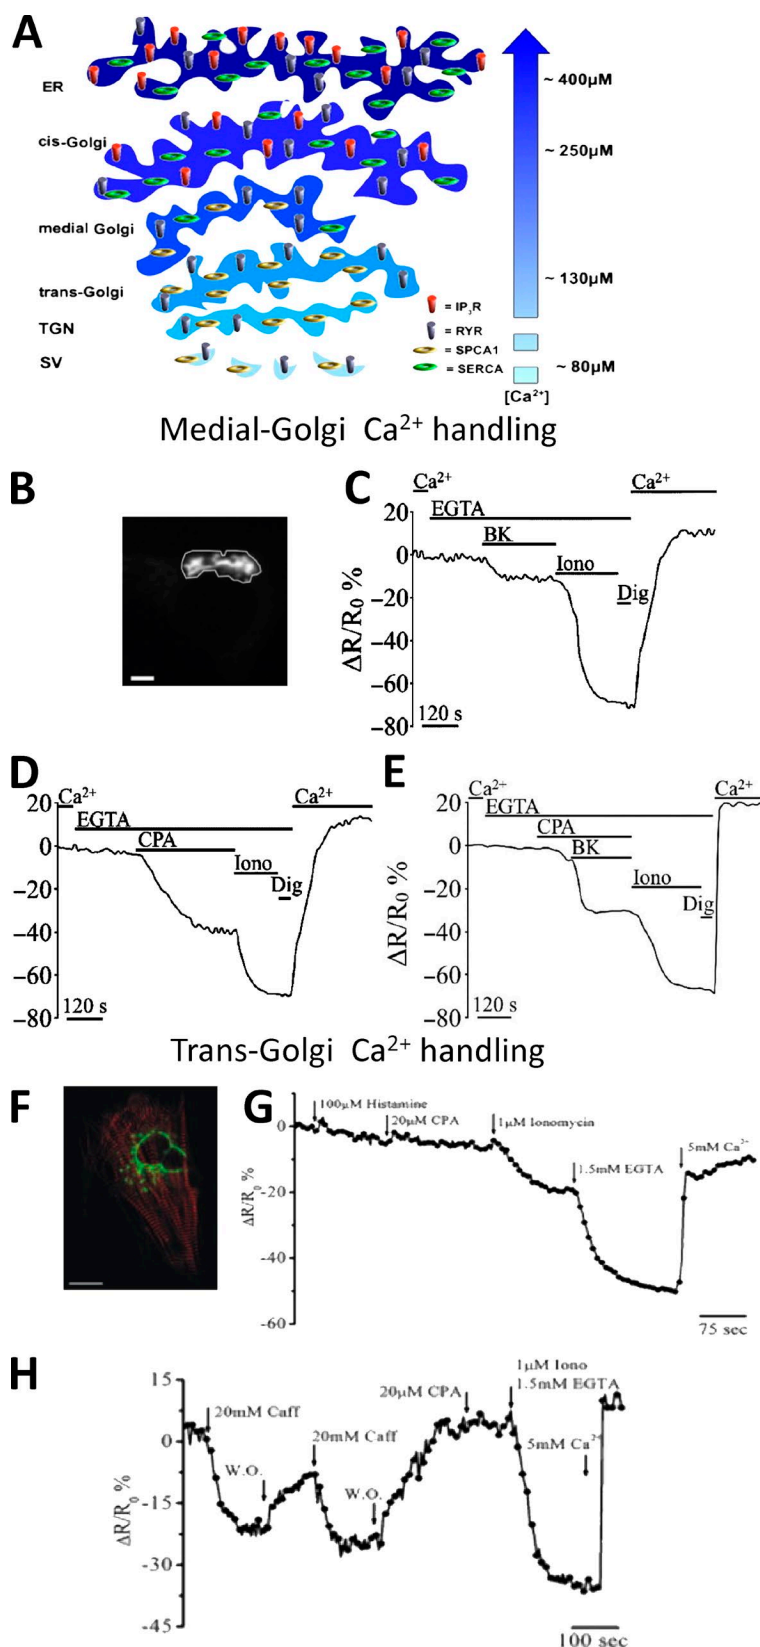 A
ER
cis-Golgi
medial Golgi
trans-Golgi
TGN
SV
= IP3R
= RYR
= SPCA1
= SERCA
~ 400µM
~ 250µM
~ 130µM
~ 80µM
[Ca2+]
Medial-Golgi Ca2+ handling
B
C
Ca2+
Ca2+
EGTA
BK
Iono
Dig
20
0
−20
−40
−60
−80
ΔR/R0 %
120 s
D
Ca2+
Ca2+
EGTA
CPA
Iono
Dig
20
0
−20
−40
−60
−80
120 s
E
Ca2+
Ca2+
EGTA
CPA
BK
Iono
Dig
20
0
−20
−40
−60
−80
ΔR/R0 %
120 s
Trans-Golgi Ca2+ handling
F
G
100µM Histamine
20µM CPA
1µM Ionomycin
1.5mM EGTA
5mM Ca2+
0
-20
-40
-60
ΔR/R0 %
75 sec
H
20mM Caff
W.O.
20mM Caff
W.O.
20µM CPA
1µM Iono
1.5mM EGTA
5mM Ca2+
15
0
-15
-30
-45
ΔR/R0 %
100 sec